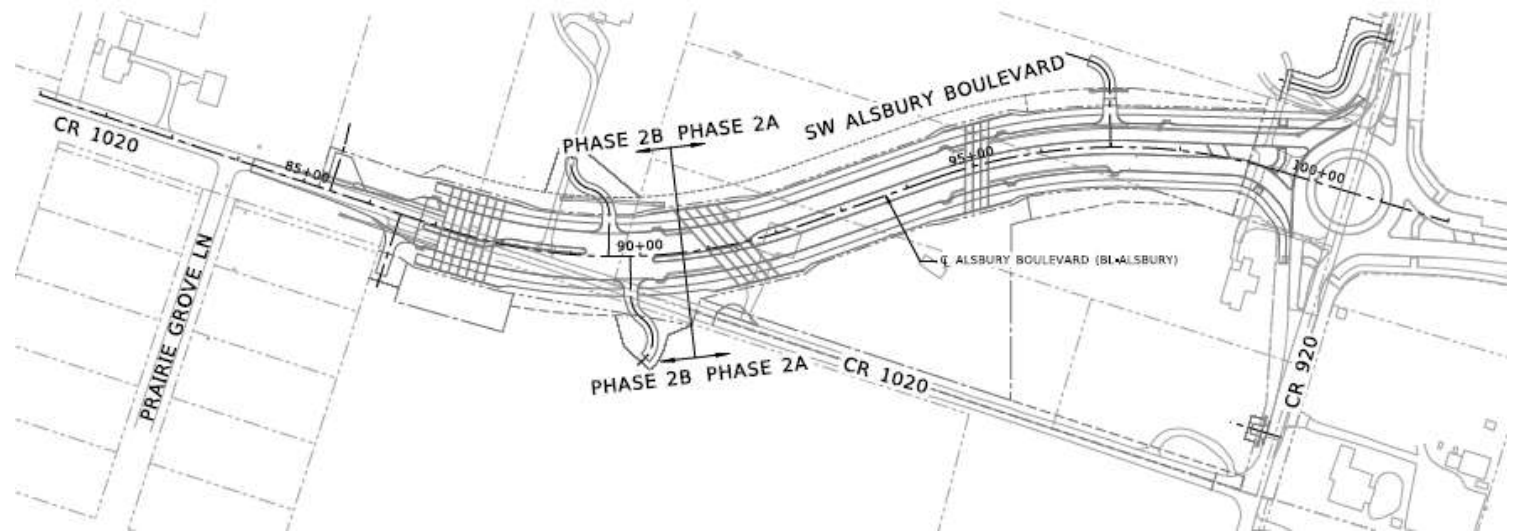 SW ALSBURY BOULEVARD
CR 1020
PHASE 2B PHASE 2A
85+00
95+00
100+00
90+00
℄ ALSBURY BOULEVARD (BL-ALSBURY)
PRAIRIE GROVE LN
PHASE 2B PHASE 2A
CR 1020
CR 920